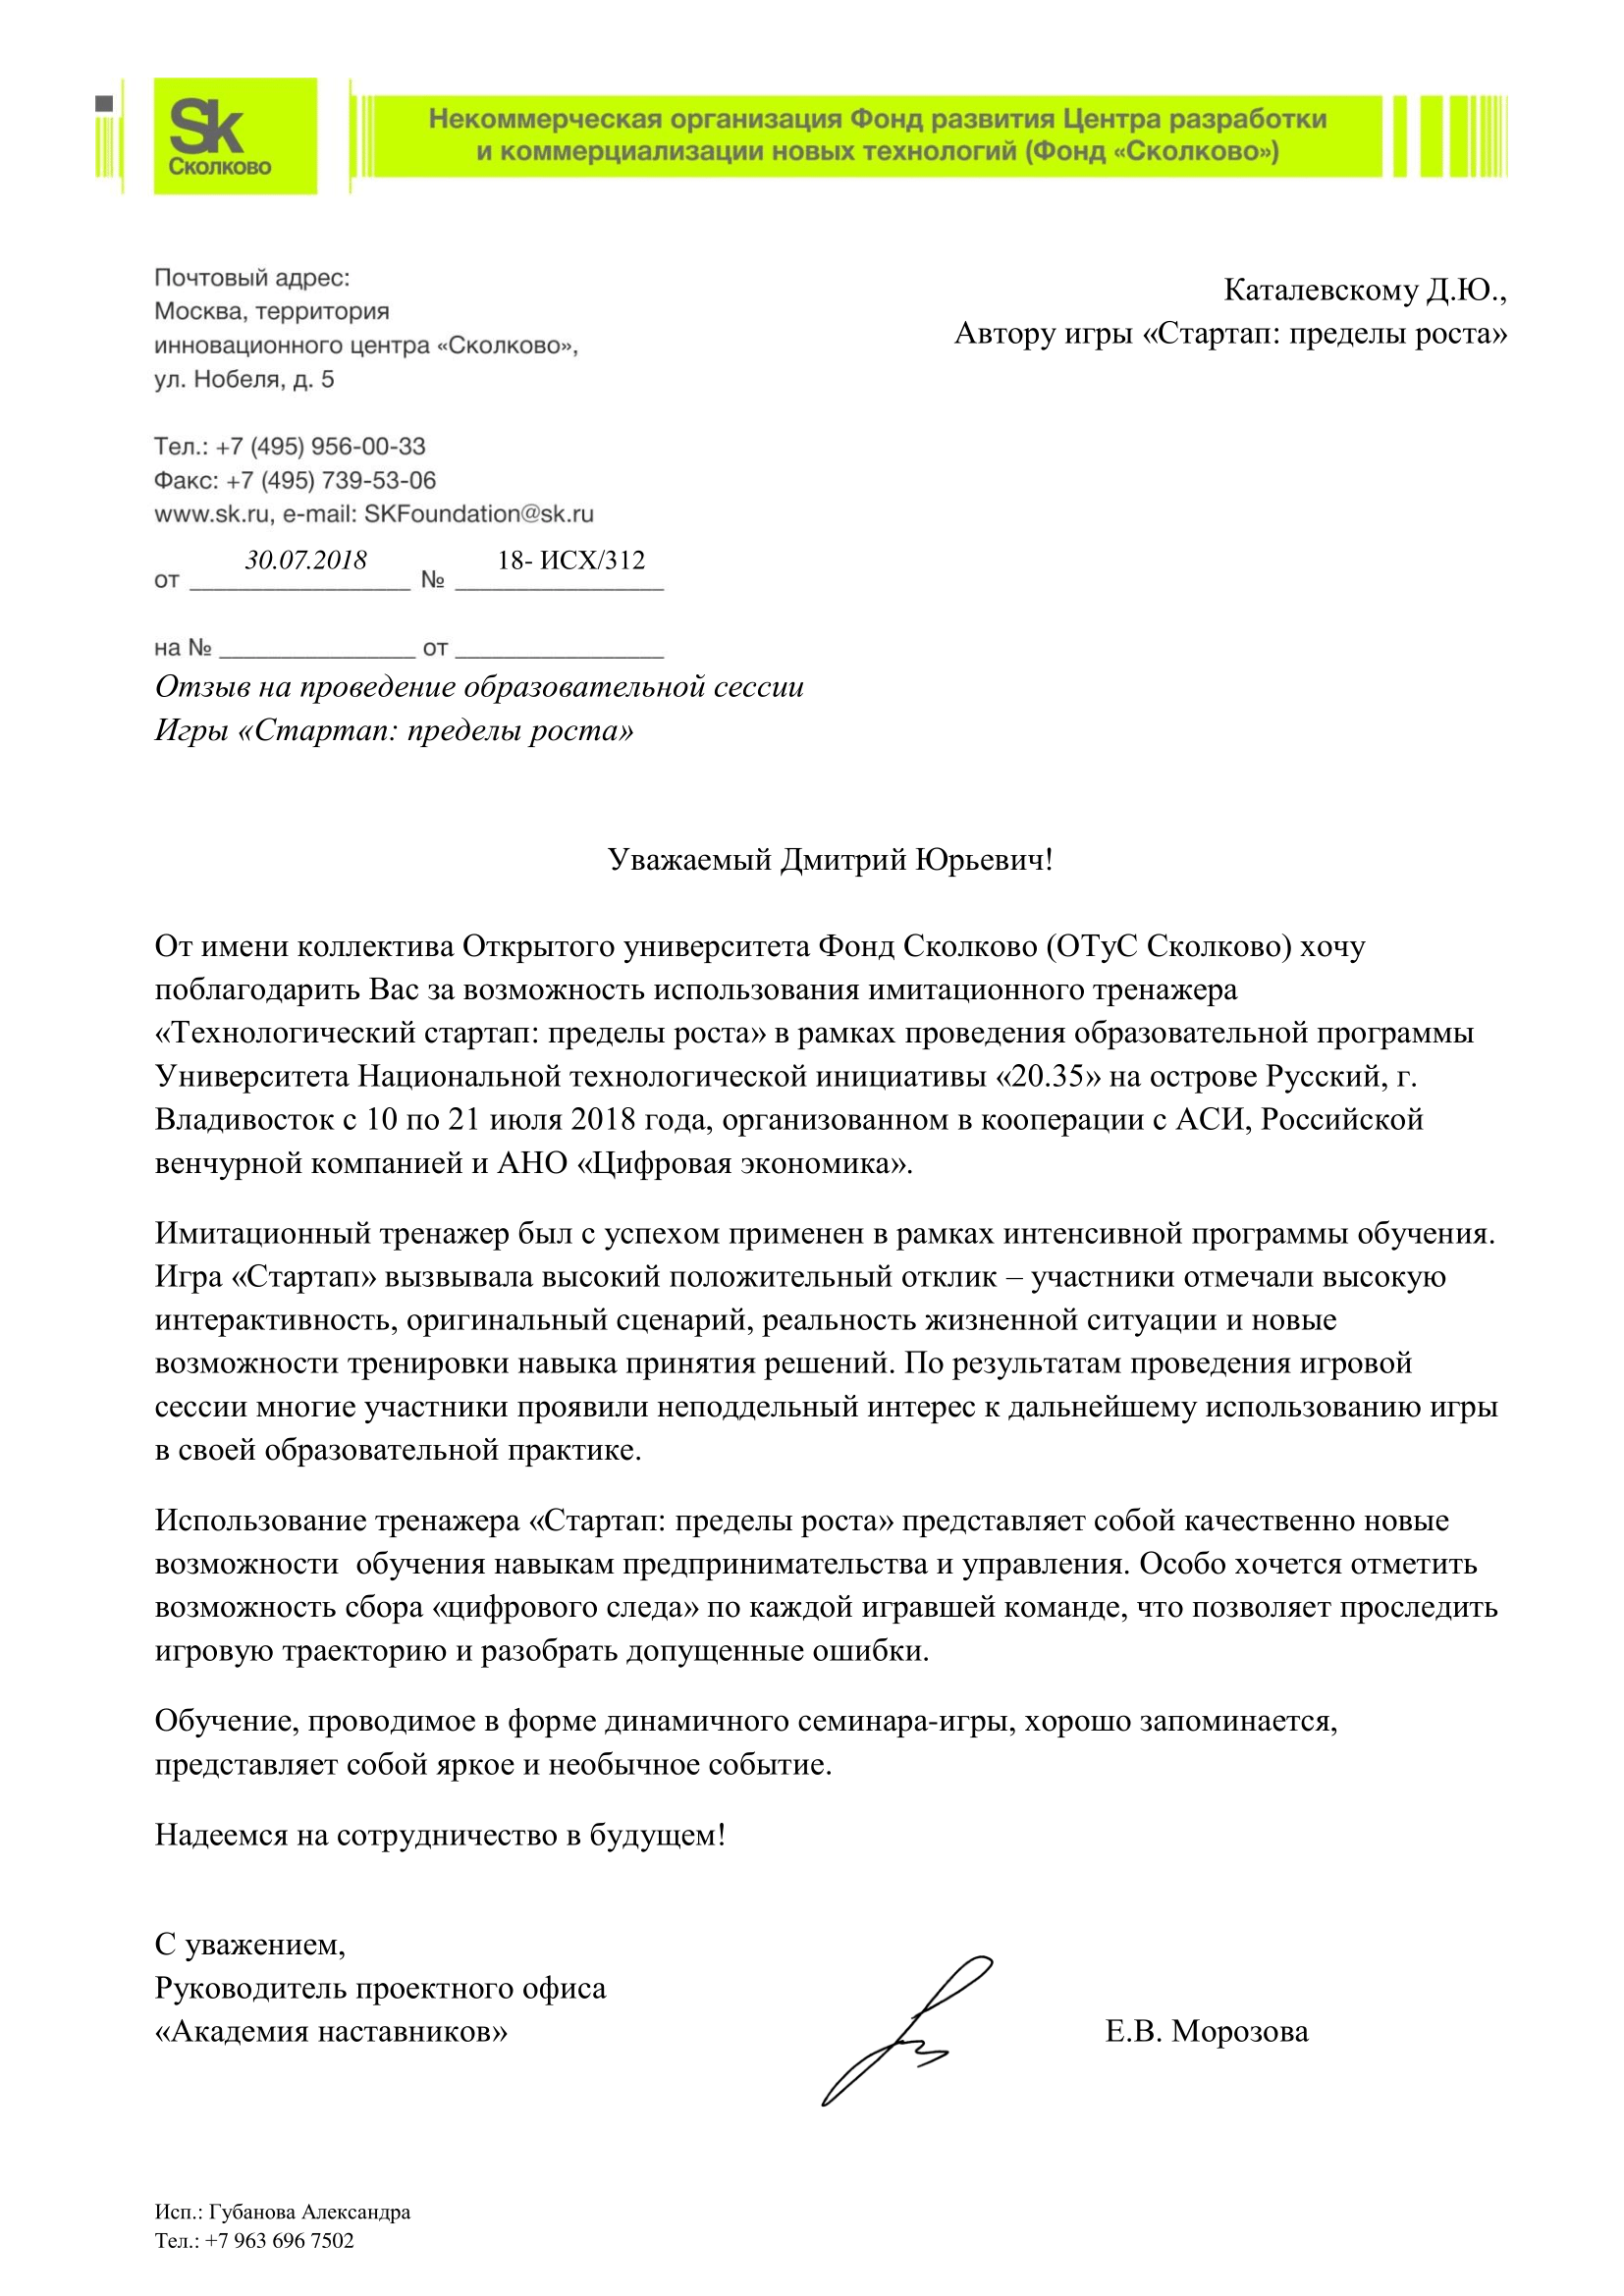 Sk
Сколково
Некоммерческая организация Фонд развития Центра разработки
и коммерциализации новых технологий (Фонд «Сколково»)
Почтовый адрес:
Москва, территория
инновационного центра «Сколково»,
ул. Нобеля, д. 5
Тел.: +7 (495) 956-00-33
Факс: +7 (495) 739-53-06
www.sk.ru, e-mail: SKFoundation@sk.ru
от 30.07.2018 № 18- ИСХ/312
на № ________________ от _________________
Каталевскому Д.Ю.,
Автору игры «Стартап: пределы роста»
Отзыв на проведение образовательной сессии
Игры «Стартап: пределы роста»
Уважаемый Дмитрий Юрьевич!
От имени коллектива Открытого университета Фонд Сколково (ОТуС Сколково) хочу
поблагодарить Вас за возможность использования имитационного тренажера
«Технологический стартап: пределы роста» в рамках проведения образовательной программы
Университета Национальной технологической инициативы «20.35» на острове Русский, г.
Владивосток с 10 по 21 июля 2018 года, организованном в кооперации с АСИ, Российской
венчурной компанией и АНО «Цифровая экономика».
Имитационный тренажер был с успехом применен в рамках интенсивной программы обучения.
Игра «Стартап» вызвывала высокий положительный отклик – участники отмечали высокую
интерактивность, оригинальный сценарий, реальность жизненной ситуации и новые
возможности тренировки навыка принятия решений. По результатам проведения игровой
сессии многие участники проявили неподдельный интерес к дальнейшему использованию игры
в своей образовательной практике.
Использование тренажера «Стартап: пределы роста» представляет собой качественно новые
возможности  обучения навыкам предпринимательства и управления. Особо хочется отметить
возможность сбора «цифрового следа» по каждой игравшей команде, что позволяет проследить
игровую траекторию и разобрать допущенные ошибки.
Обучение, проводимое в форме динамичного семинара-игры, хорошо запоминается,
представляет собой яркое и необычное событие.
Надеемся на сотрудничество в будущем!
С уважением,
Руководитель проектного офиса
«Академия наставников» Е.В. Морозова
Исп.: Губанова Александра
Тел.: +7 963 696 7502